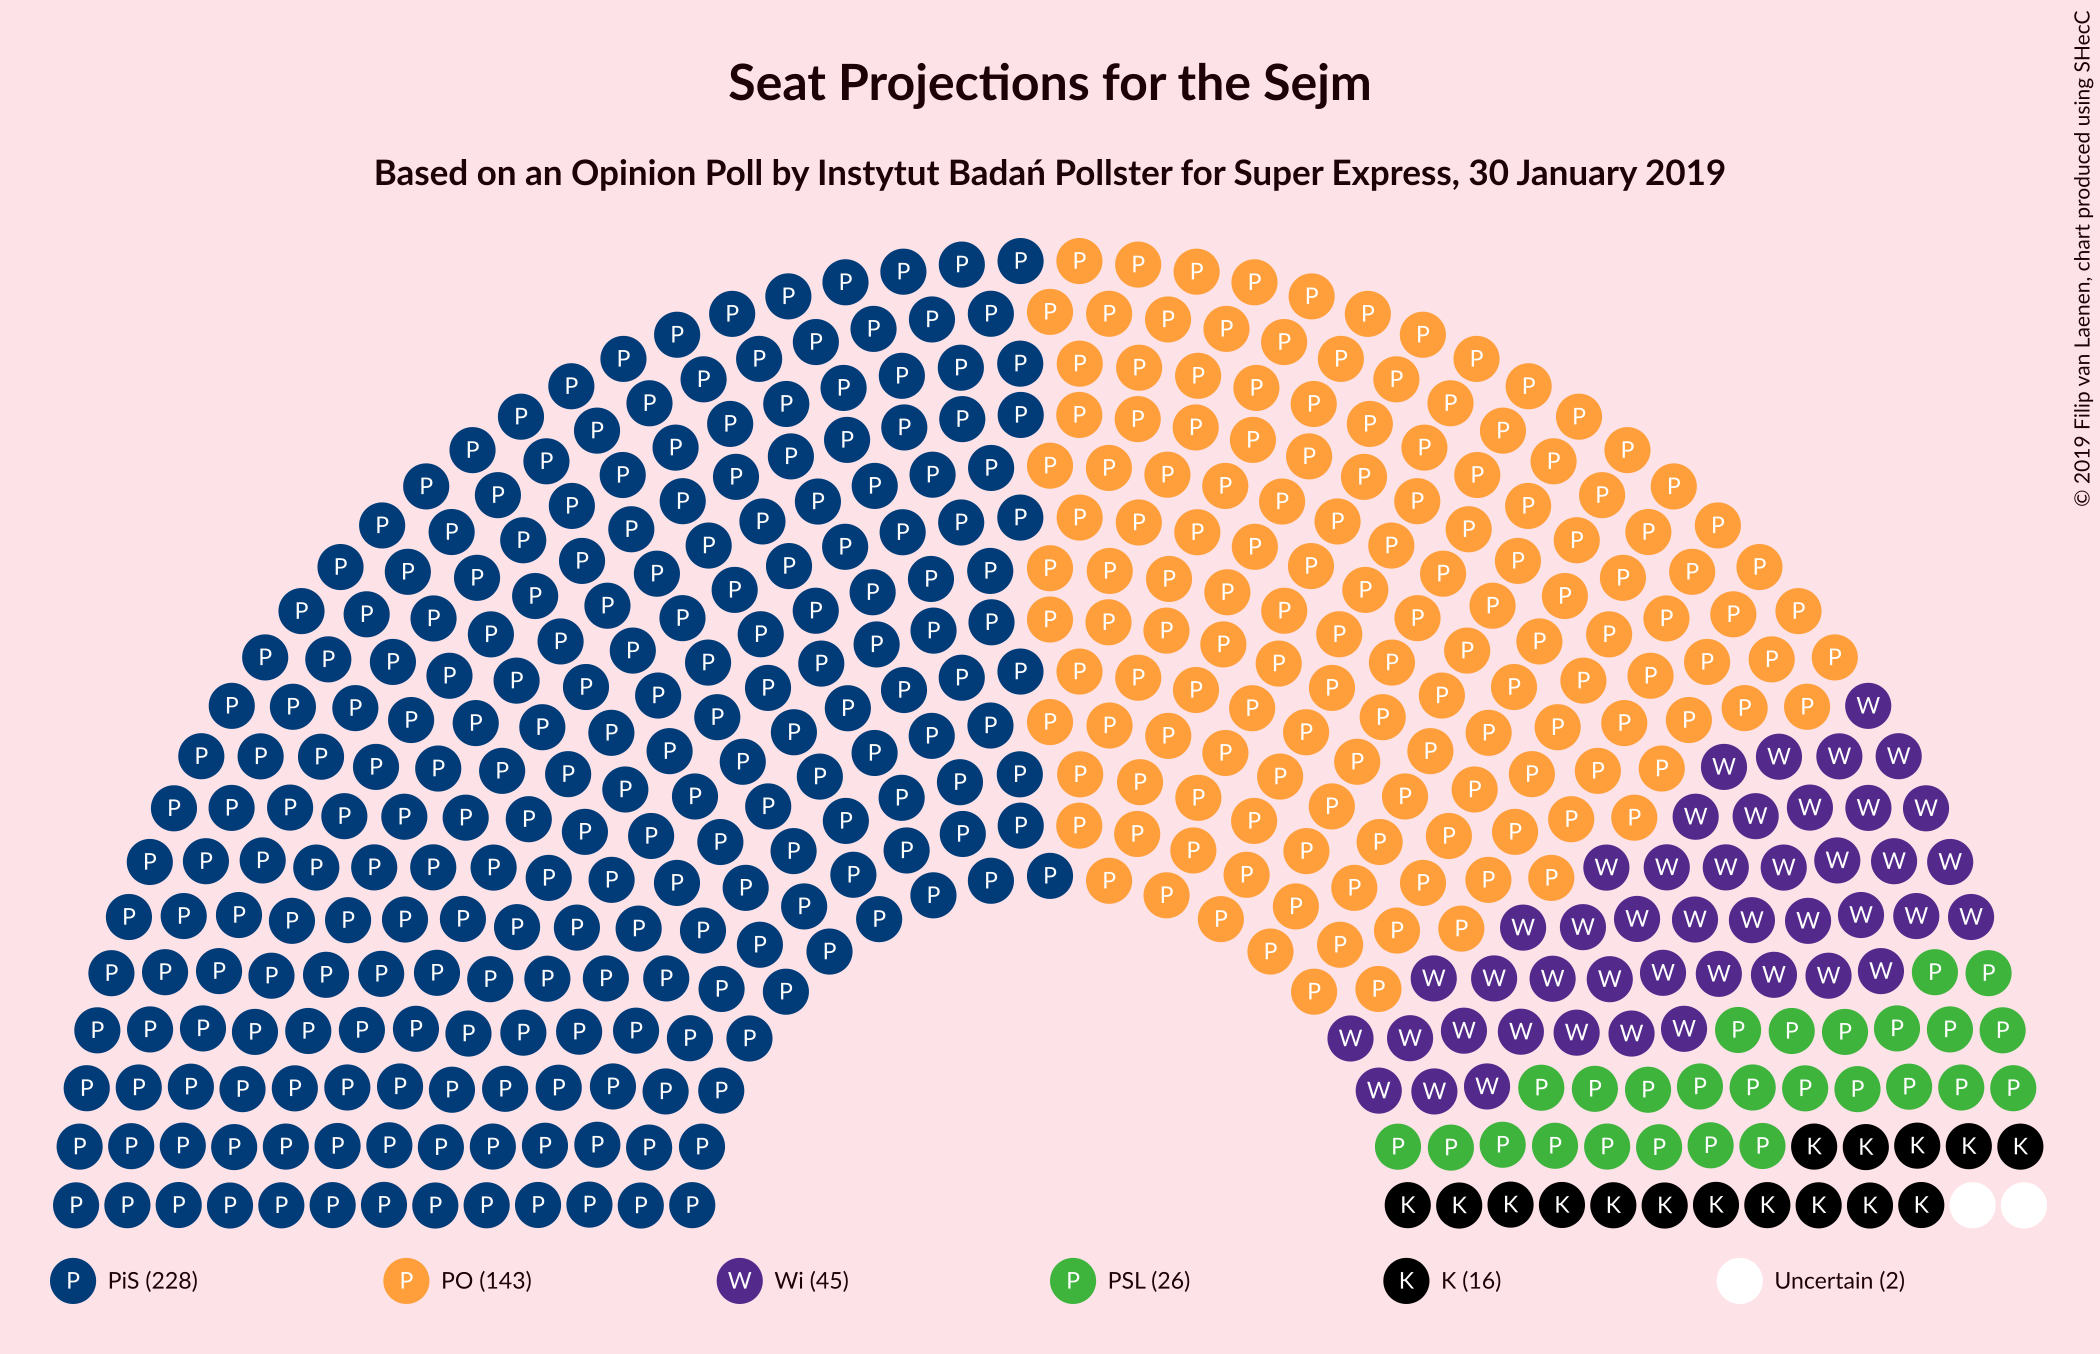 Seat Projections for the Sejm
Based on an Opinion Poll by Instytut Badań Pollster for Super Express, 30 January 2019
© 2019 Filip van Laenen, chart produced using SHecC
P PiS (228)
P PO (143)
W Wi (45)
P PSL (26)
K K (16)
Uncertain (2)